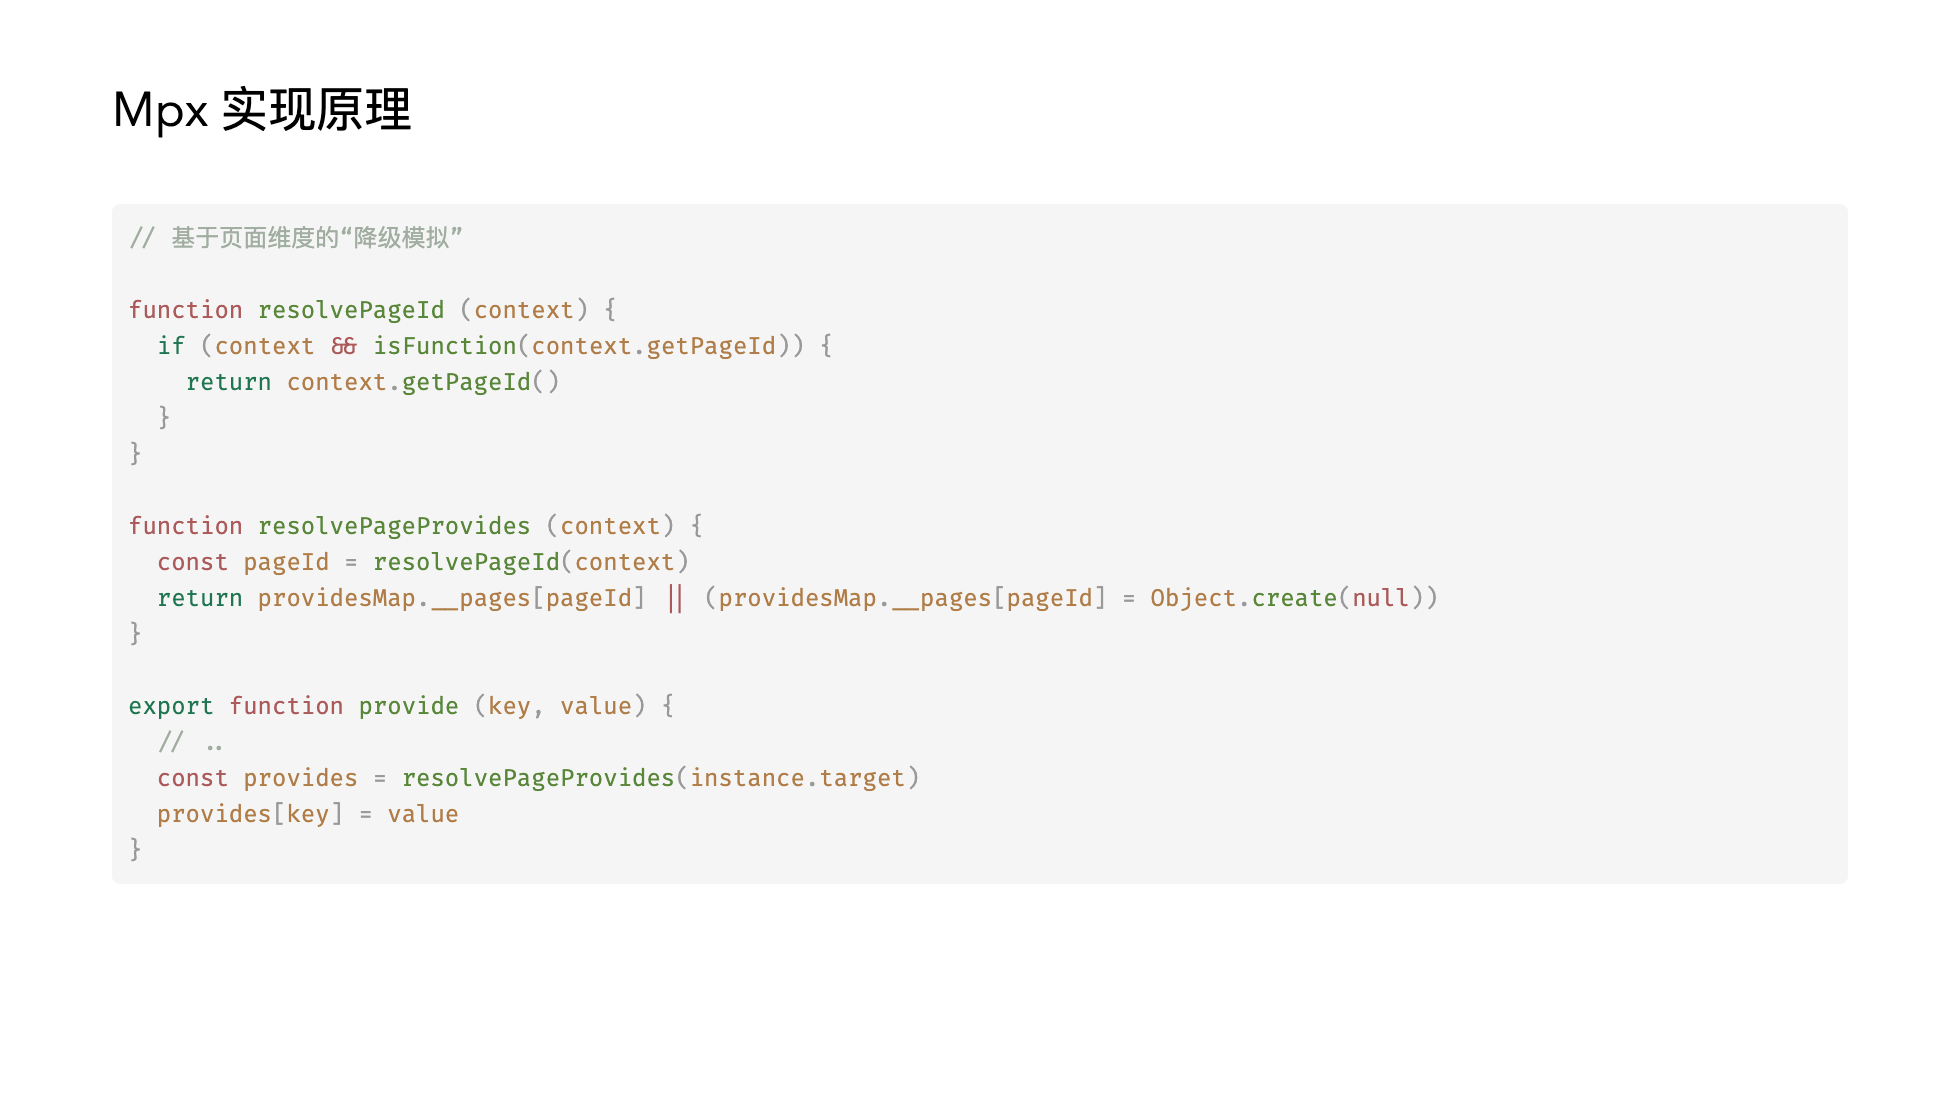 Mpx 实现原理
// 基于页面维度的“降级模拟”
function resolvePageId (context) {
  if (context && isFunction(context.getPageId)) {
    return context.getPageId()
  }
}
function resolvePageProvides (context) {
  const pageId = resolvePageId(context)
  return providesMap.__pages[pageId] || (providesMap.__pages[pageId] = Object.create(null))
}
export function provide (key, value) {
  // ..
  const provides = resolvePageProvides(instance.target)
  provides[key] = value
}